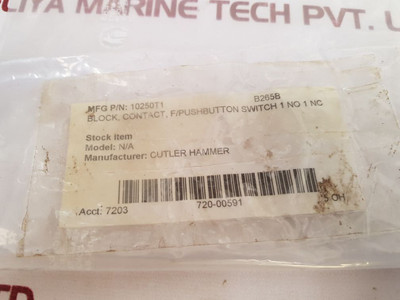 LIYA MARINE TECH PVT. L
MFG P/N: 10250T1 B265B
BLOCK, CONTACT, F/PUSHBUTTON SWITCH 1 NO 1 NC
Stock Item
Model: N/A
Manufacturer: CUTLER HAMMER
Acct: 7203 720-00591 OH